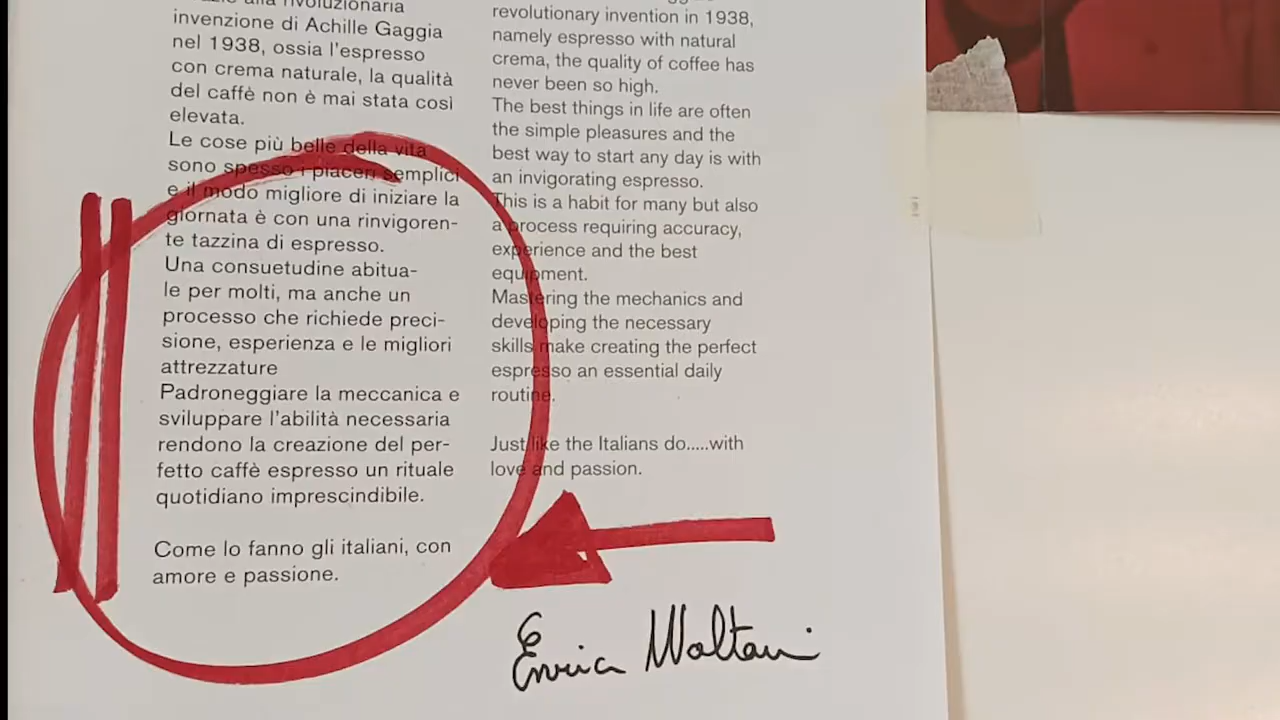 rivoluzionaria
invenzione di Achille Gaggia
nel 1938, ossia l'espresso
con crema naturale, la qualità
del caffè non è mai stata così
elevata.
Le cose più belle della vita
sono spesso i piaceri semplici
e il modo migliore di iniziare la
giornata è con una rinvigoren-
te tazzina di espresso.
Una consuetudine abitua-
le per molti, ma anche un
processo che richiede preci-
sione, esperienza e le migliori
attrezzature
Padroneggiare la meccanica e
sviluppare l'abilità necessaria
rendono la creazione del per-
fetto caffè espresso un rituale
quotidiano imprescindibile.
Come lo fanno gli italiani, con
amore e passione.
revolutionary invention in 1938,
namely espresso with natural
crema, the quality of coffee has
never been so high.
The best things in life are often
the simple pleasures and the
best way to start any day is with
an invigorating espresso.
This is a habit for many but also
a process requiring accuracy,
experience and the best
equipment.
Mastering the mechanics and
developing the necessary
skills make creating the perfect
espresso an essential daily
routine.
Just like the Italians do.....with
love and passion.
Enrica